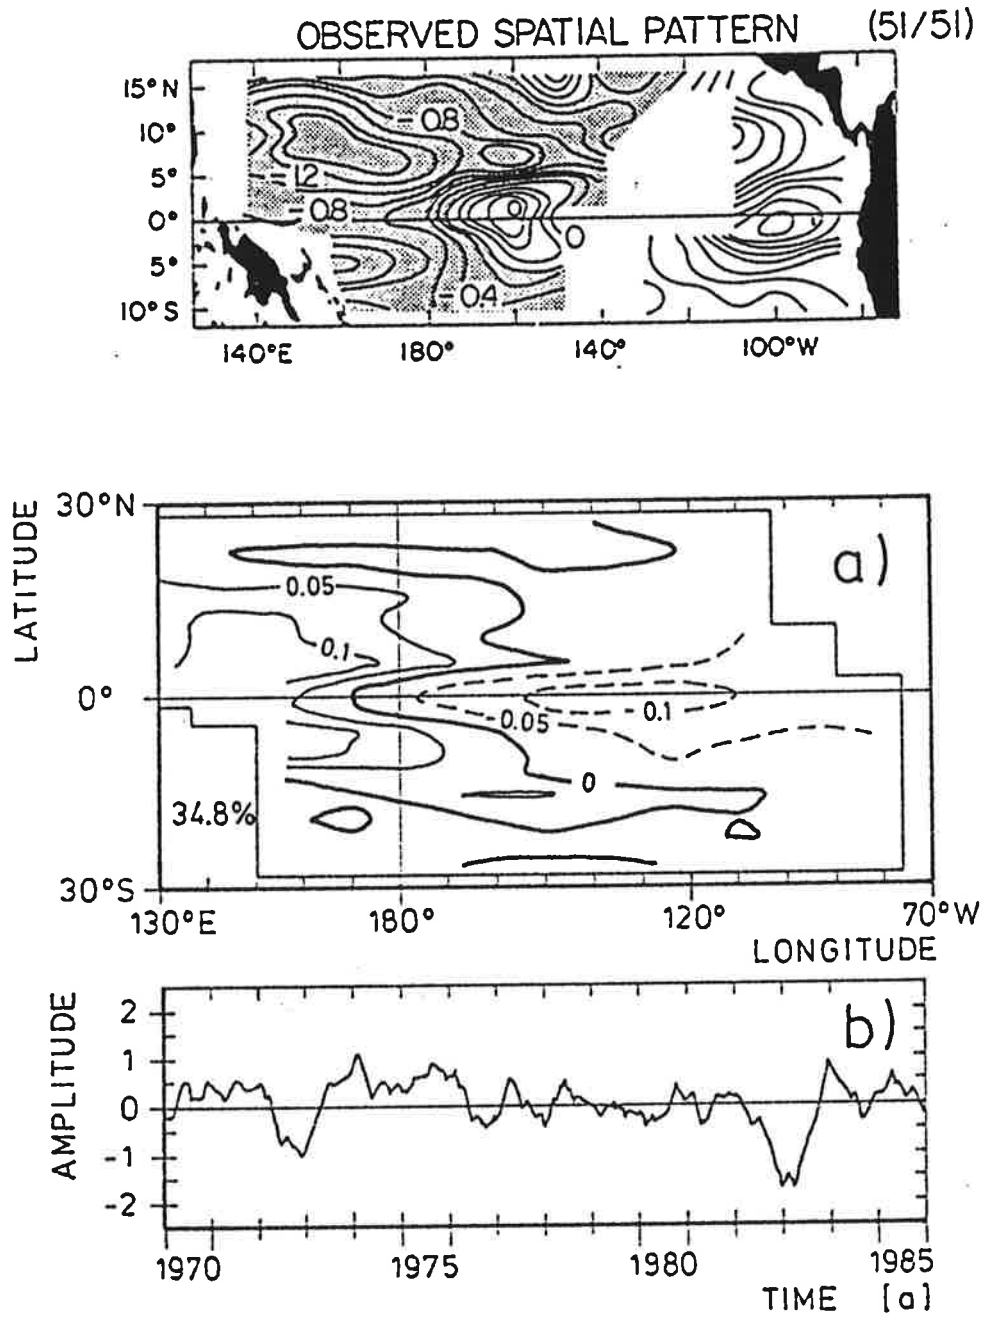 OBSERVED SPATIAL PATTERN (51/51)
15°N
10°
5°
0°
5°
10°S
-0.8
-1.2
-0.8
0
0
-0.4
140°E 180° 140° 100°W
LATITUDE
30°N
0°
30°S
a)
0.05
0.1
0.05
0.1
0
34.8%
130°E 180° 120° 70°W
LONGITUDE
AMPLITUDE
2
1
0
-1
-2
b)
1970 1975 1980 1985
TIME [a]